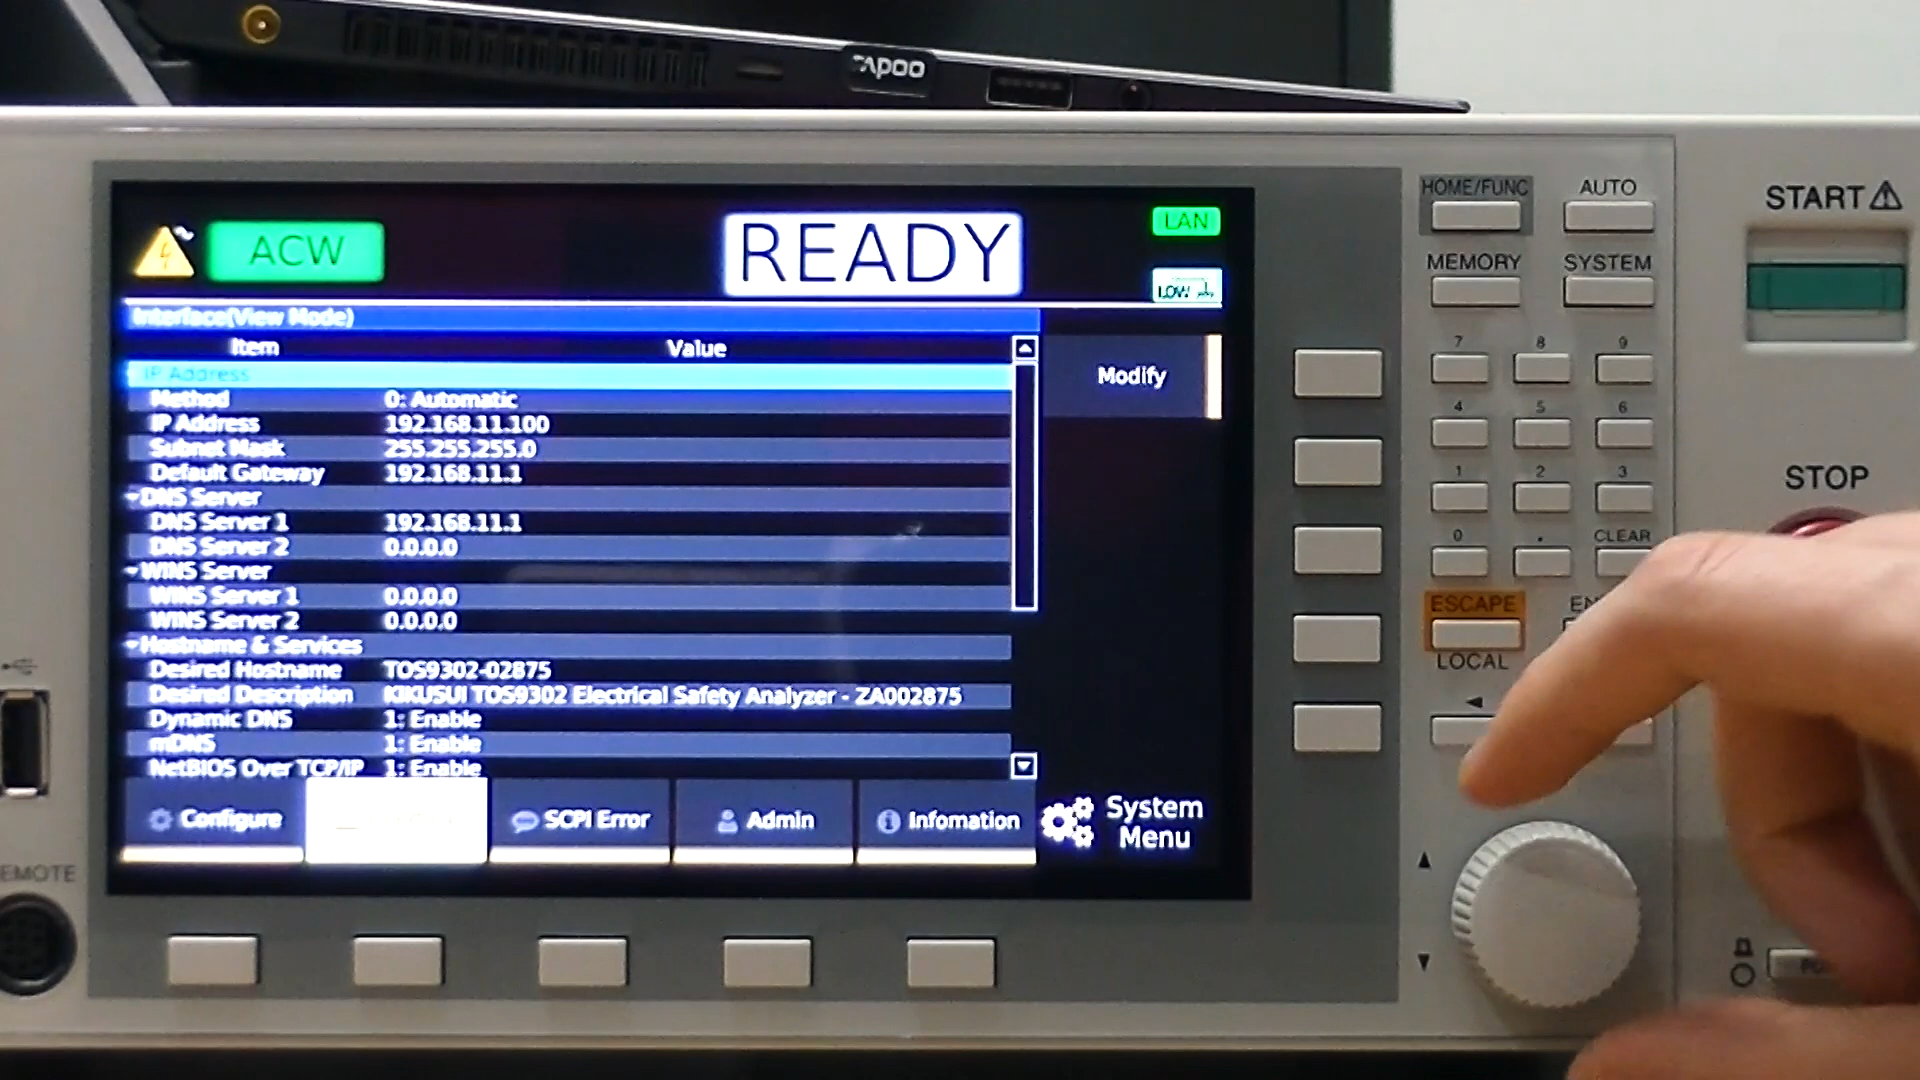 rapoo
ACW
READY
LAN
LOW
Interface(View Mode)
Item Value
IP Address
Method 0: Automatic
IP Address 192.168.11.100
Subnet Mask 255.255.255.0
Default Gateway 192.168.11.1
DNS Server
DNS Server 1 192.168.11.1
DNS Server 2 0.0.0.0
WINS Server
WINS Server 1 0.0.0.0
WINS Server 2 0.0.0.0
Hostname & Services
Desired Hostname TOS9302-02875
Desired Description KIKUSUI TOS9302 Electrical Safety Analyzer - ZA002875
Dynamic DNS 1: Enable
mDNS 1: Enable
NetBIOS Over TCP/IP 1: Enable
Modify
Configure
SCPI Error
Admin
Infomation
System
Menu
HOME/FUNC AUTO
MEMORY SYSTEM
7 8 9
4 5 6
1 2 3
0 . CLEAR
ESCAPE
LOCAL
START
STOP
EMOTE